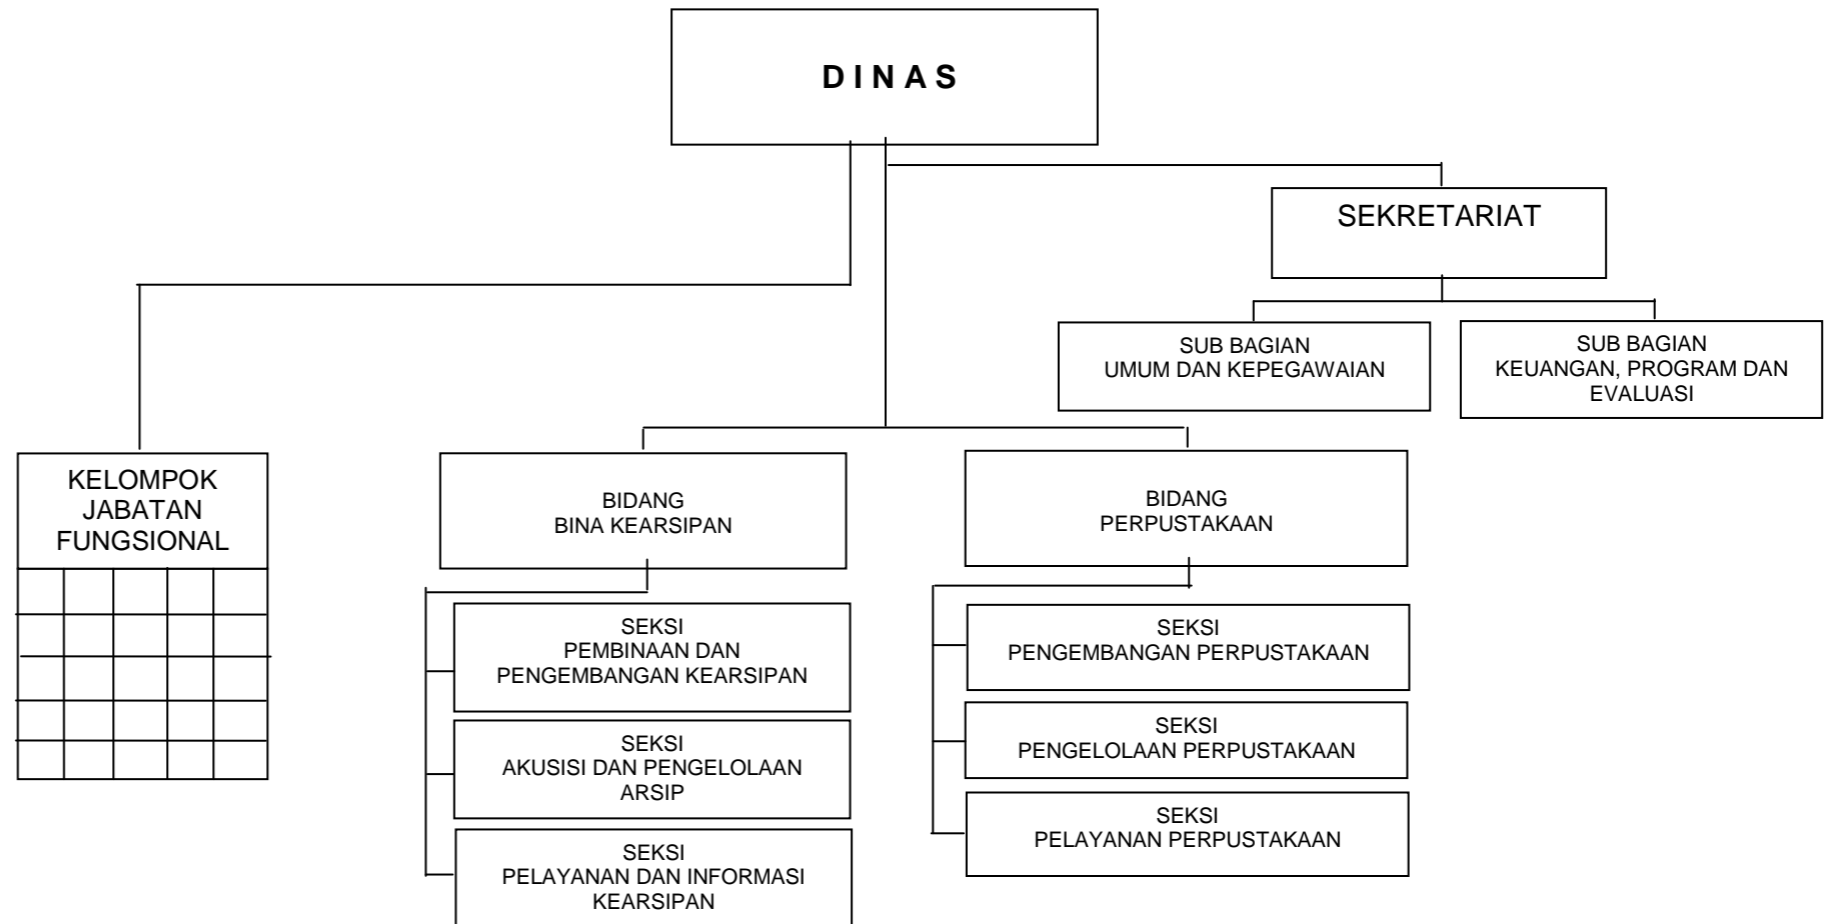 D I N A S
SEKRETARIAT
SUB BAGIAN
UMUM DAN KEPEGAWAIAN
SUB BAGIAN
KEUANGAN, PROGRAM DAN
EVALUASI
KELOMPOK
JABATAN
FUNGSIONAL
BIDANG
BINA KEARSIPAN
BIDANG
PERPUSTAKAAN
SEKSI
PEMBINAAN DAN
PENGEMBANGAN KEARSIPAN
SEKSI
AKUSISI DAN PENGELOLAAN
ARSIP
SEKSI
PELAYANAN DAN INFORMASI
KEARSIPAN
SEKSI
PENGEMBANGAN PERPUSTAKAAN
SEKSI
PENGELOLAAN PERPUSTAKAAN
SEKSI
PELAYANAN PERPUSTAKAAN